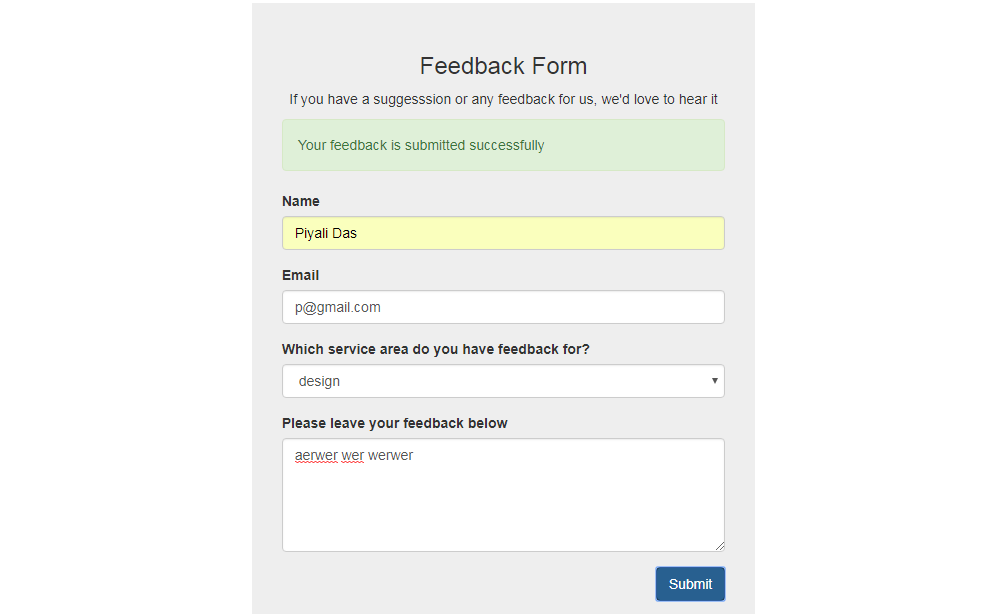 Feedback Form
If you have a suggesssion or any feedback for us, we'd love to hear it
Your feedback is submitted successfully
Name
Piyali Das
Email
p@gmail.com
Which service area do you have feedback for?
design
Please leave your feedback below
aerwer wer werwer
Submit